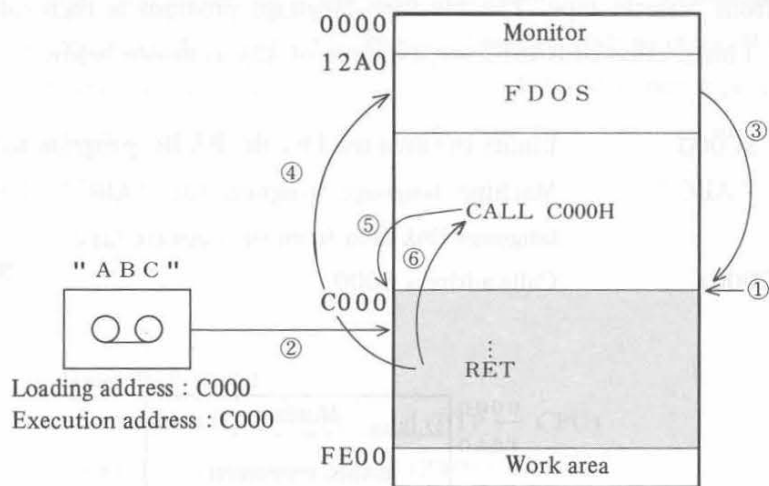 0000
Monitor
12A0
FDOS
③
④
CALL C000H
⑤
⑥
"ABC"
C000
①
②
⋮
RET
Loading address : C000
Execution address : C000
FE00
Work area